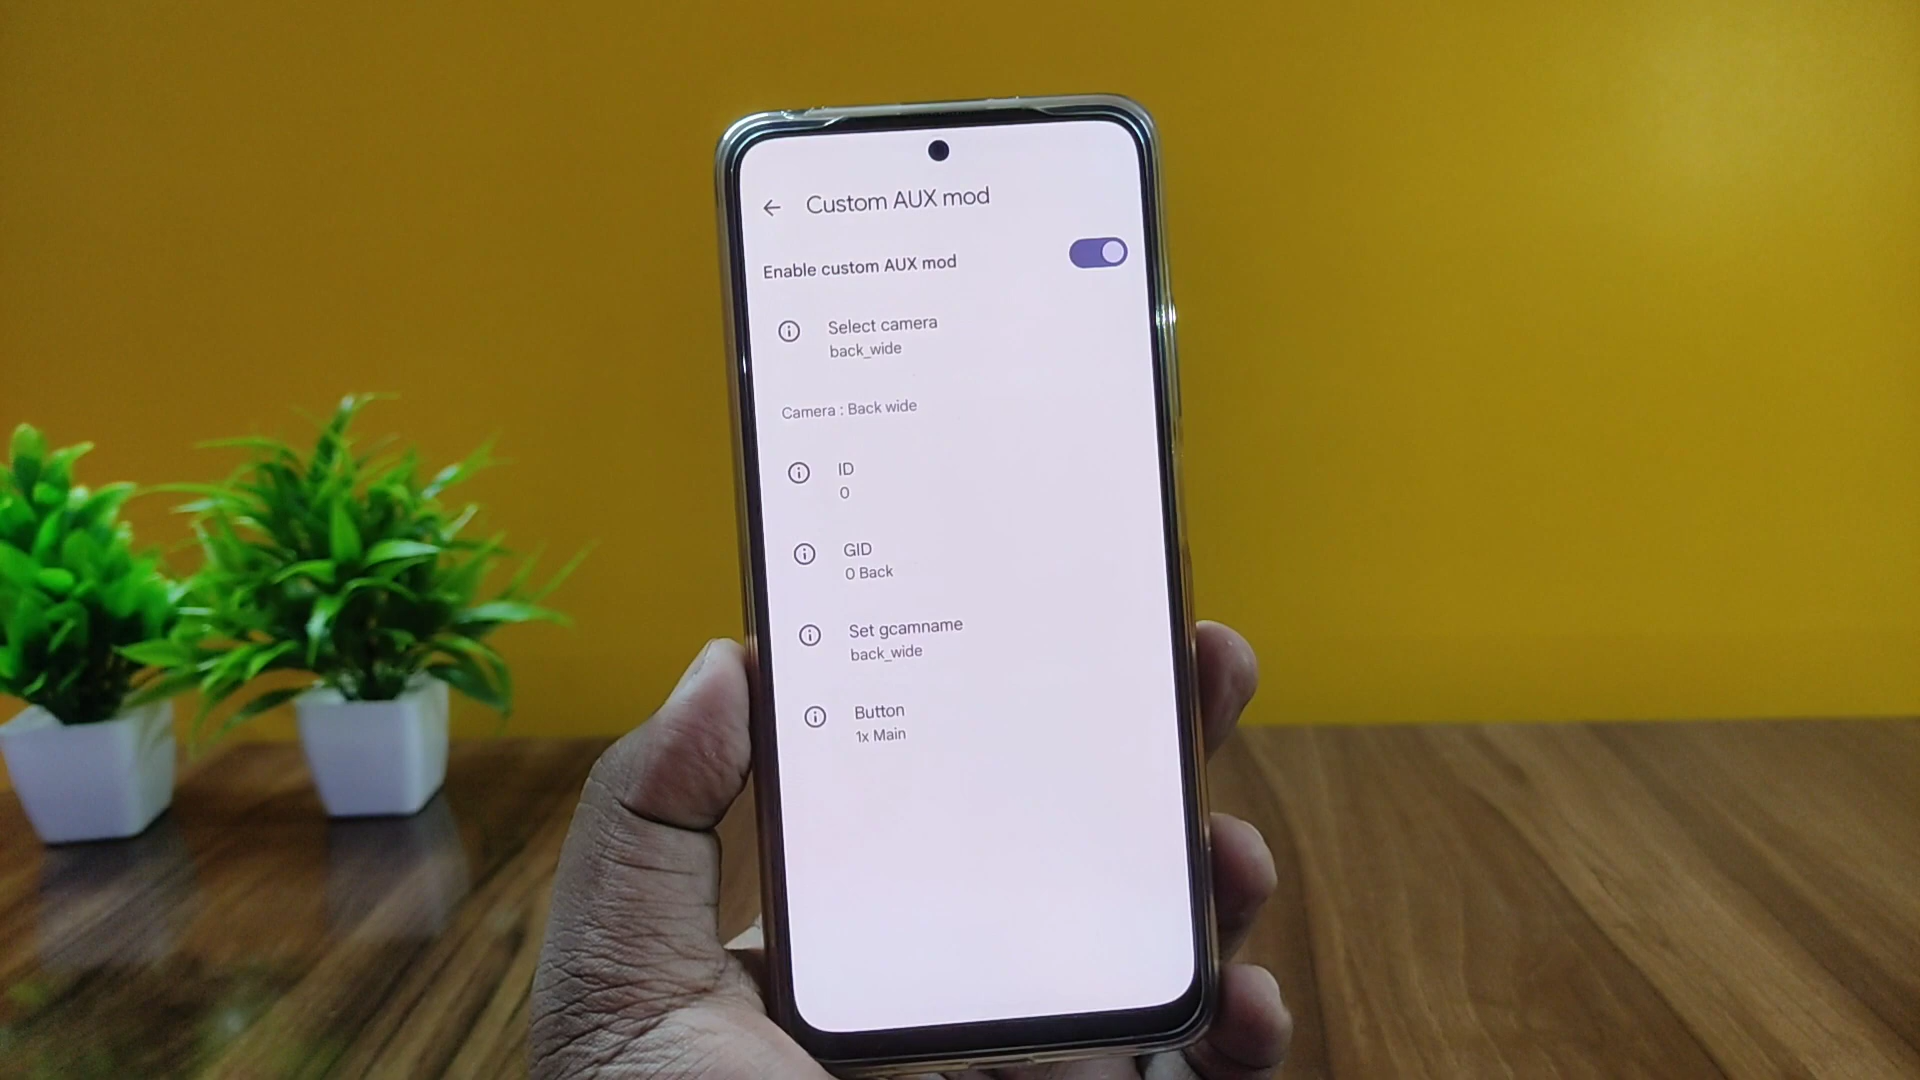 Custom AUX mod
Enable custom AUX mod
Select camera
back_wide
Camera : Back wide
ID
0
GID
0 Back
Set gcamname
back_wide
Button
1x Main